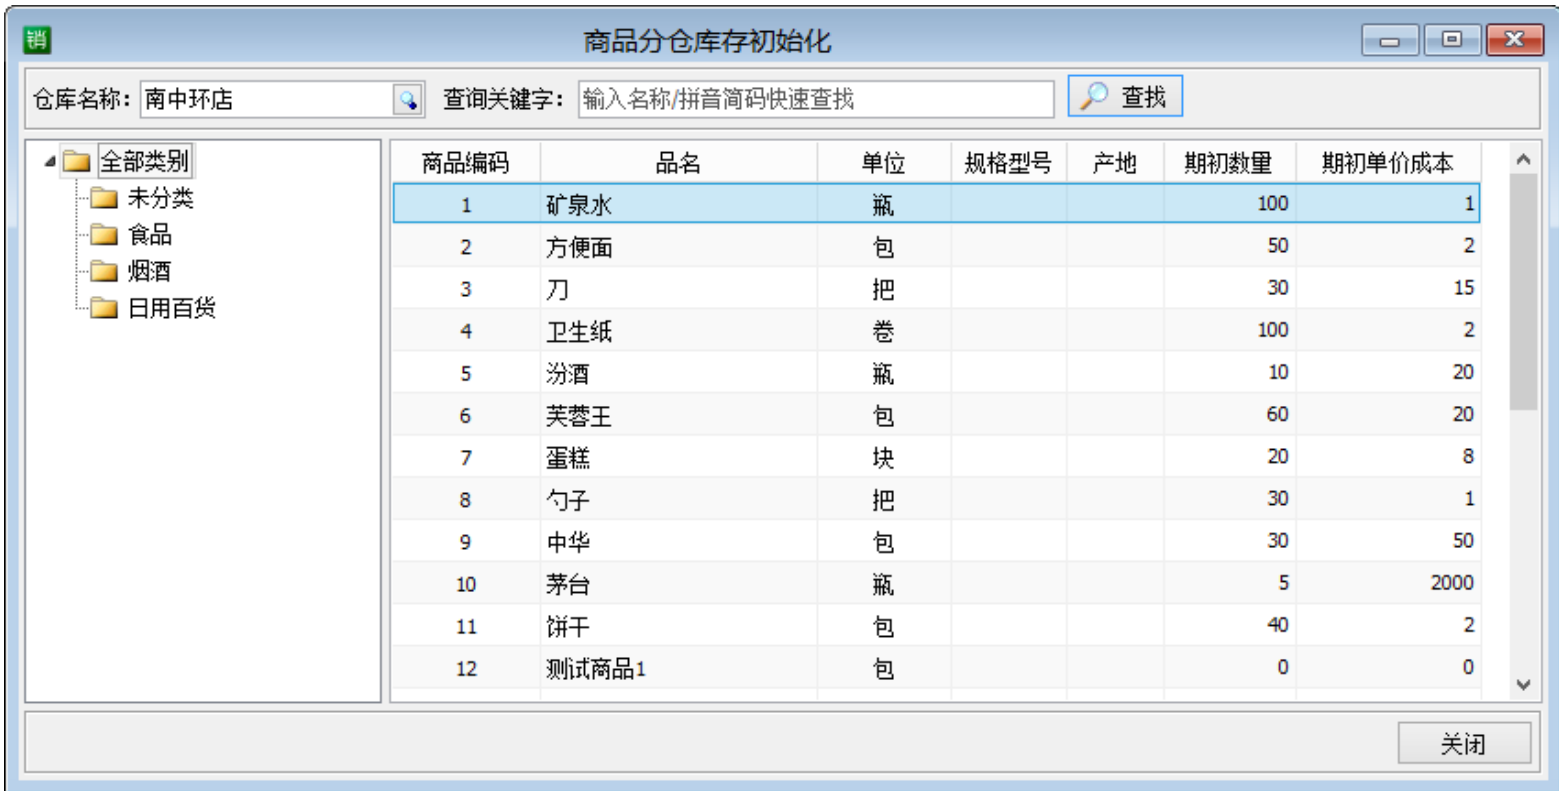 销 商品分仓库存初始化
仓库名称: 南中环店 查询关键字: 输入名称/拼音简码快速查找 查找
全部类别
未分类
食品
烟酒
日用百货
商品编码 品名 单位 规格型号 产地 期初数量 期初单价成本
1 矿泉水 瓶 100 1
2 方便面 包 50 2
3 刀 把 30 15
4 卫生纸 卷 100 2
5 汾酒 瓶 10 20
6 芙蓉王 包 60 20
7 蛋糕 块 20 8
8 勺子 把 30 1
9 中华 包 30 50
10 茅台 瓶 5 2000
11 饼干 包 40 2
12 测试商品1 包 0 0
关闭